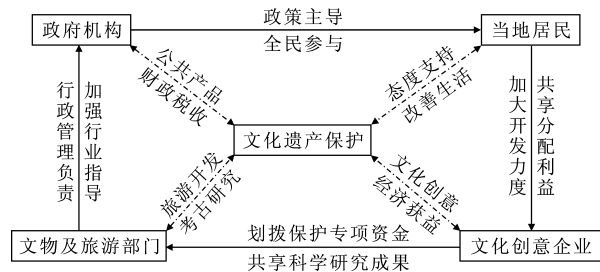 政府机构
政策主导
全民参与
当地居民
公共产品
财政税收
态度支持
改善生活
行政管理负责
加强行业指导
文化遗产保护
加大开发力度
共享分配利益
旅游开发
考古研究
文化创意
经济获益
文物及旅游部门
划拨保护专项资金
共享科学研究成果
文化创意企业